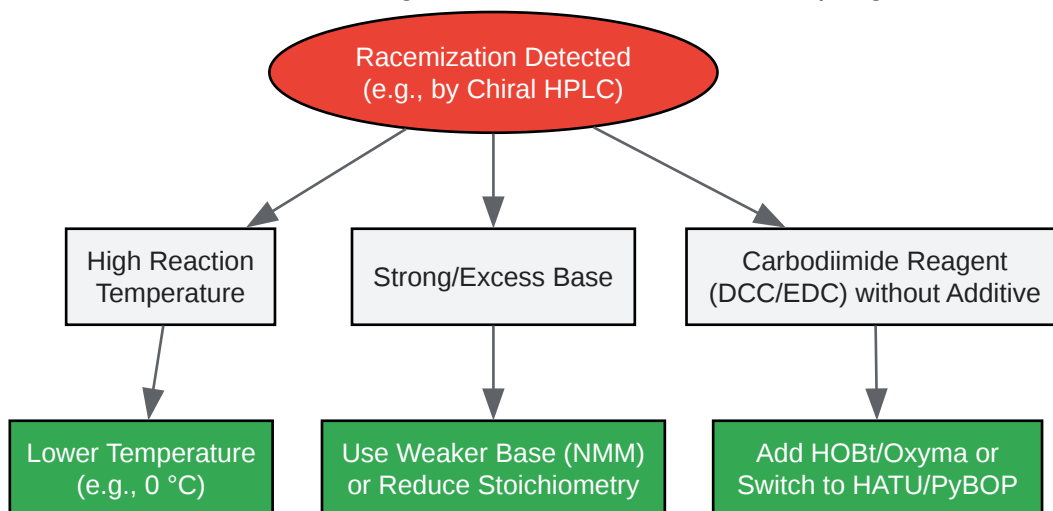 Racemization Detected
(e.g., by Chiral HPLC)
High Reaction
Temperature
Strong/Excess Base
Carbodiimide Reagent
(DCC/EDC) without Additive
Lower Temperature
(e.g., 0 °C)
Use Weaker Base (NMM)
or Reduce Stoichiometry
Add HOBt/Oxyma or
Switch to HATU/PyBOP